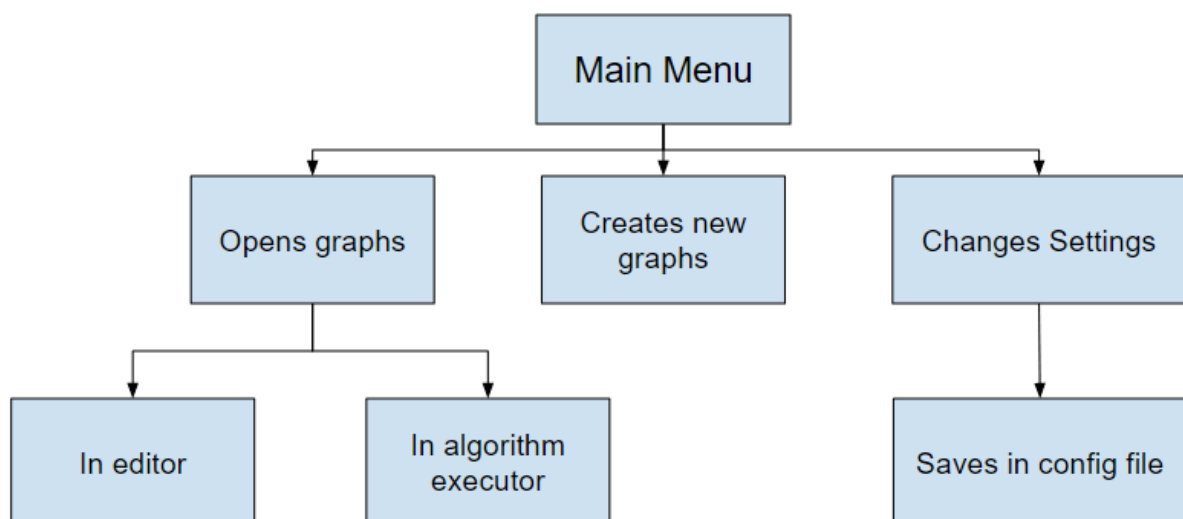 Main Menu
Opens graphs
Creates new
graphs
Changes Settings
In editor
In algorithm
executor
Saves in config file